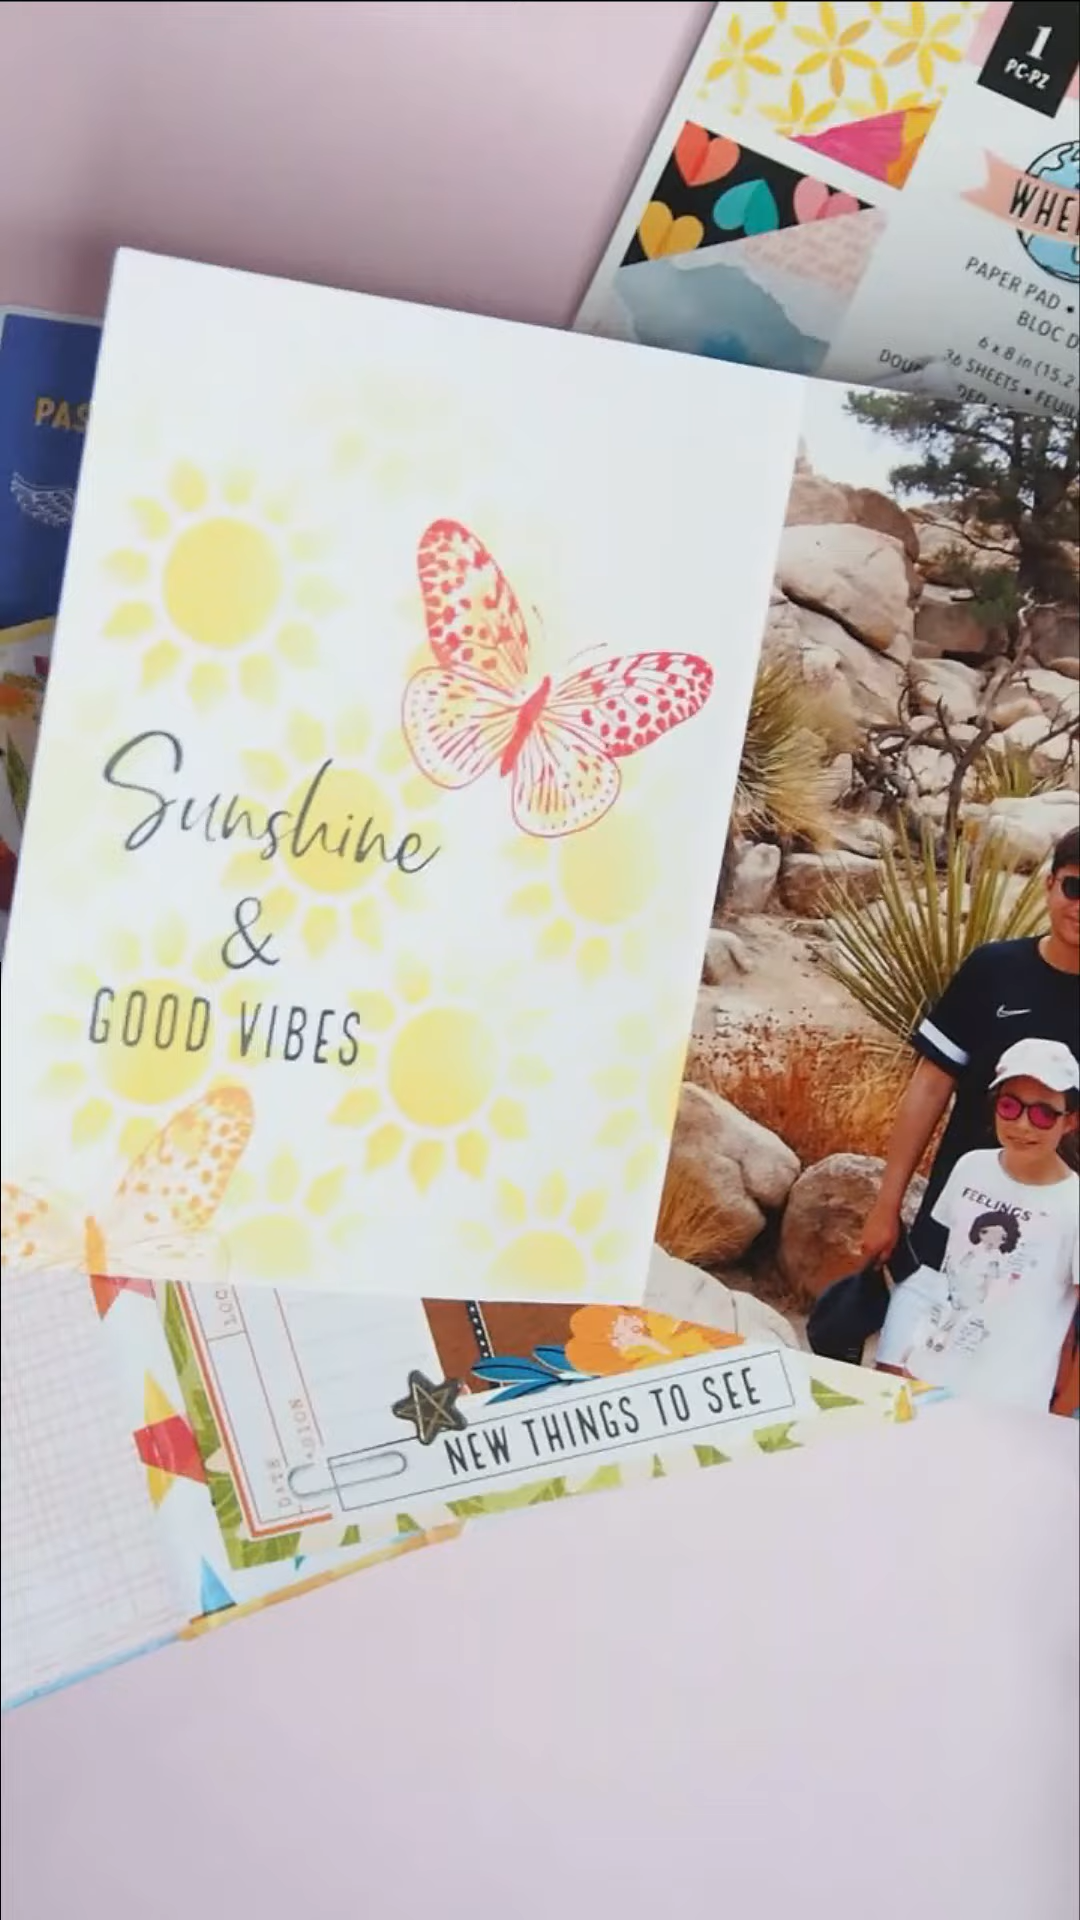 1
PC•PZ
WHE
PAPER PAD •
BLOC D
6 x 8 in (15.2
36 SHEETS • FEUIL
DOU
PAS
Sunshine
&
GOOD VIBES
FEELINGS
LOC
DATE
NEW THINGS TO SEE